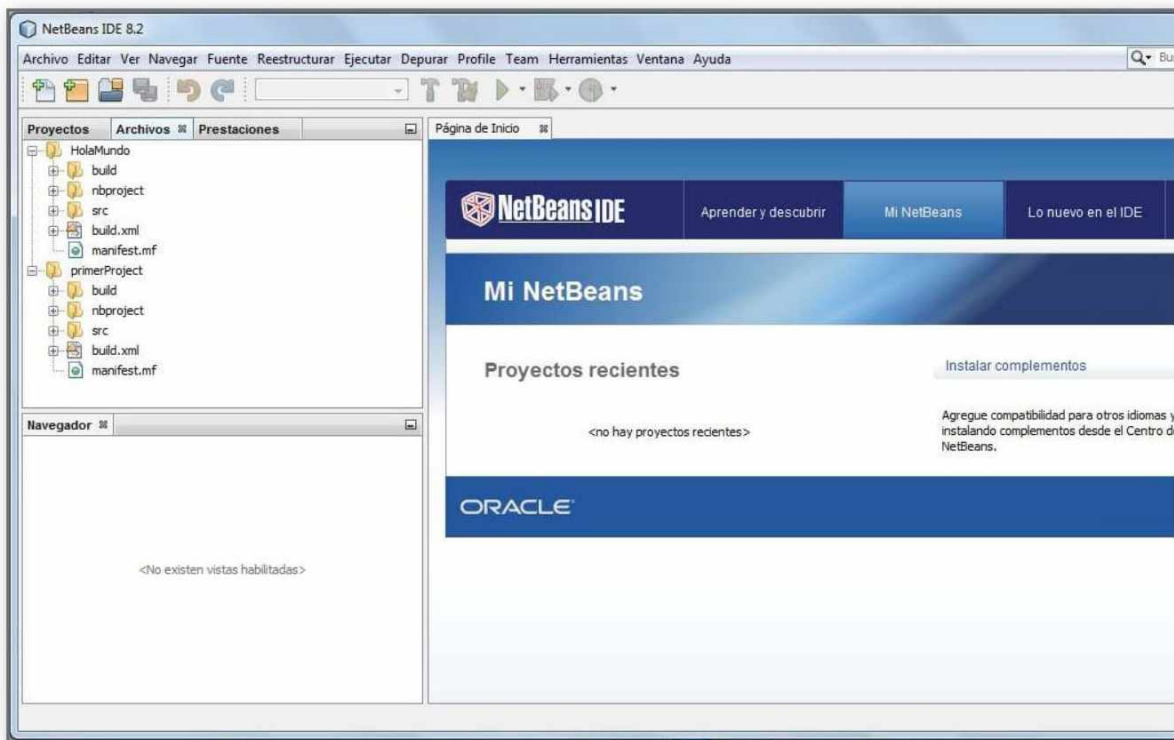 NetBeans IDE 8.2
Archivo Editar Ver Navegar Fuente Reestructurar Ejecutar Depurar Profile Team Herramientas Ventana Ayuda
Proyectos Archivos Prestaciones
HolaMundo
build
nbproject
src
build.xml
manifest.mf
primerProject
build
nbproject
src
build.xml
manifest.mf
Navegador
<No existen vistas habilitadas>
Página de Inicio
NetBeans IDE
Aprender y descubrir
Mi NetBeans
Lo nuevo en el IDE
Mi NetBeans
Proyectos recientes
<no hay proyectos recientes>
Instalar complementos
Agregue compatibilidad para otros idiomas y
instalando complementos desde el Centro
NetBeans.
ORACLE